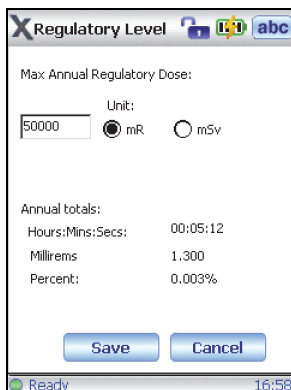 Regulatory Level abc
Max Annual Regulatory Dose:
Unit:
50000 mR mSv
Annual totals:
Hours:Mins:Secs: 00:05:12
Millirems 1.300
Percent: 0.003%
Save Cancel
Ready 16:58